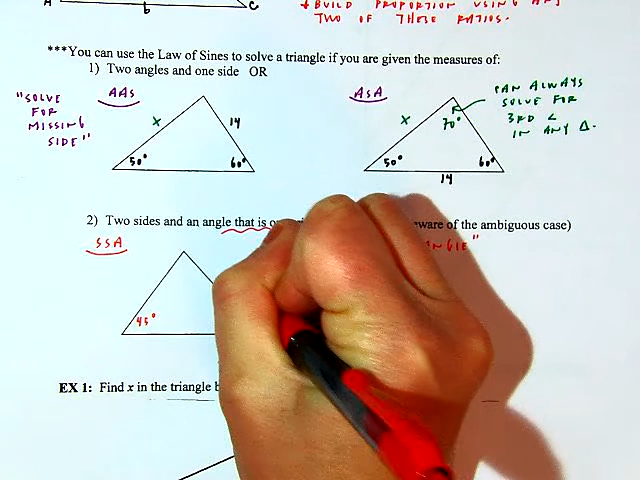 A b C
+ BUILD PROPORTION USING ANY
TWO OF THESE RATIOS.
***You can use the Law of Sines to solve a triangle if you are given the measures of:
1) Two angles and one side OR
"SOLVE FOR MISSING SIDE"
AAS
x 14
50° 60°
ASA
x 70°
50° 60°
14
CAN ALWAYS
SOLVE FOR
3RD <
IN ANY Δ.
2) Two sides and an angle that is
of the ambiguous case)
SSA
45°
EX 1: Find x in the triangle